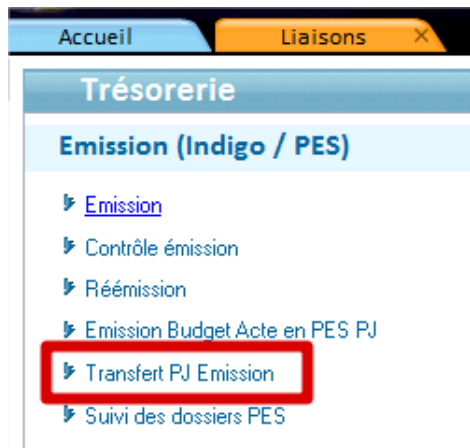 Accueil Liaisons
Trésorerie
Emission (Indigo / PES)
Emission
Contrôle émission
Réémission
Emission Budget Acte en PES PJ
Transfert PJ Emission
Suivi des dossiers PES